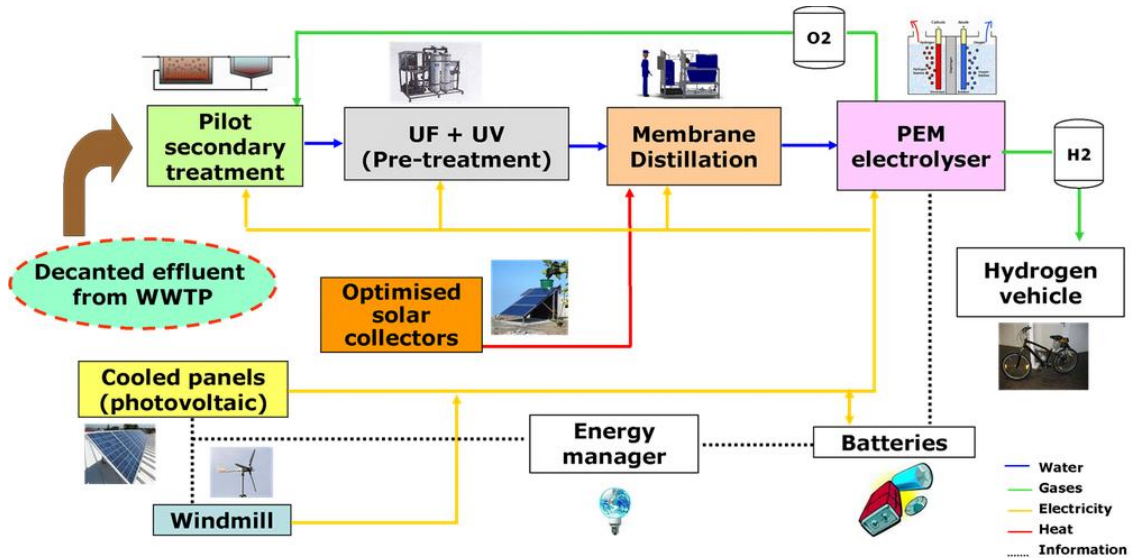 O2
Pilot
secondary
treatment
UF + UV
(Pre-treatment)
Membrane
Distillation
PEM
electrolyser
H2
Decanted effluent
from WWTP
Optimised
solar
collectors
Hydrogen
vehicle
Cooled panels
(photovoltaic)
Energy
manager
Batteries
Windmill
Water
Gases
Electricity
Heat
Information